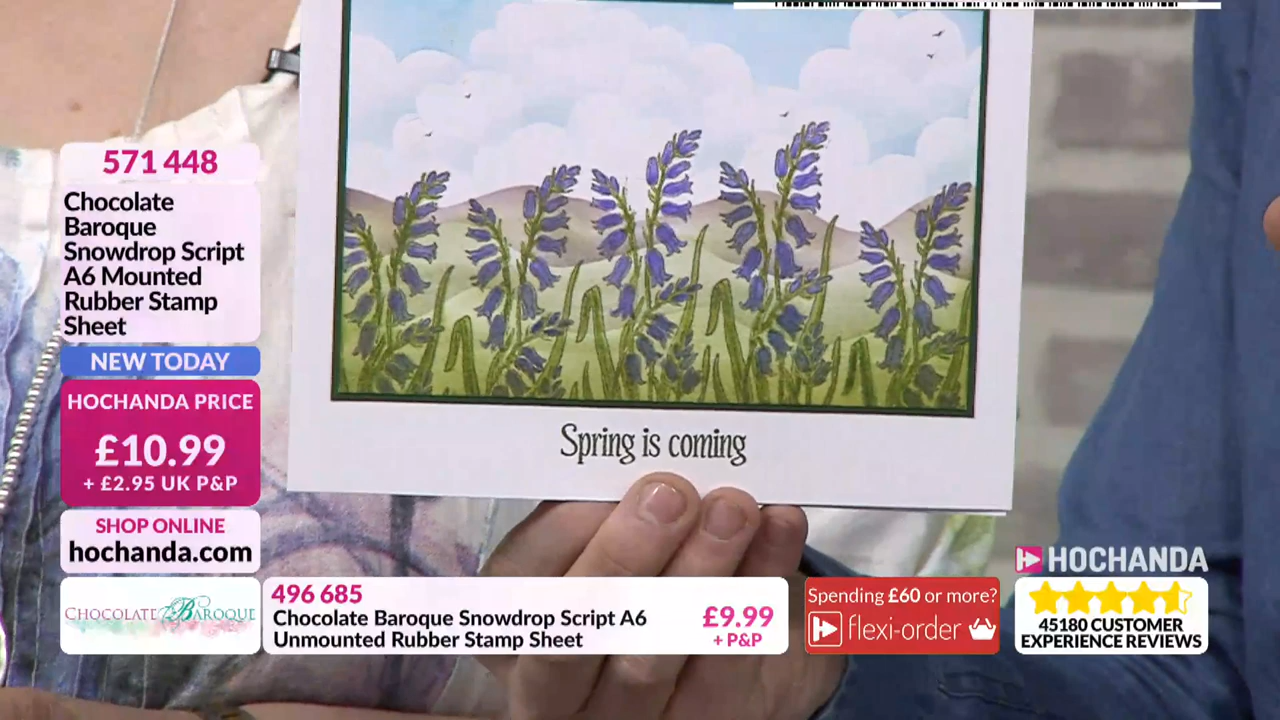 571 448
Chocolate
Baroque
Snowdrop Script
A6 Mounted
Rubber Stamp
Sheet
NEW TODAY
HOCHANDA PRICE
£10.99
+ £2.95 UK P&P
SHOP ONLINE
hochanda.com
CHOCOLATE BAROQUE
Spring is coming
496 685
Chocolate Baroque Snowdrop Script A6
Unmounted Rubber Stamp Sheet
£9.99
+ P&P
Spending £60 or more?
flexi-order
HOCHANDA
45180 CUSTOMER
EXPERIENCE REVIEWS